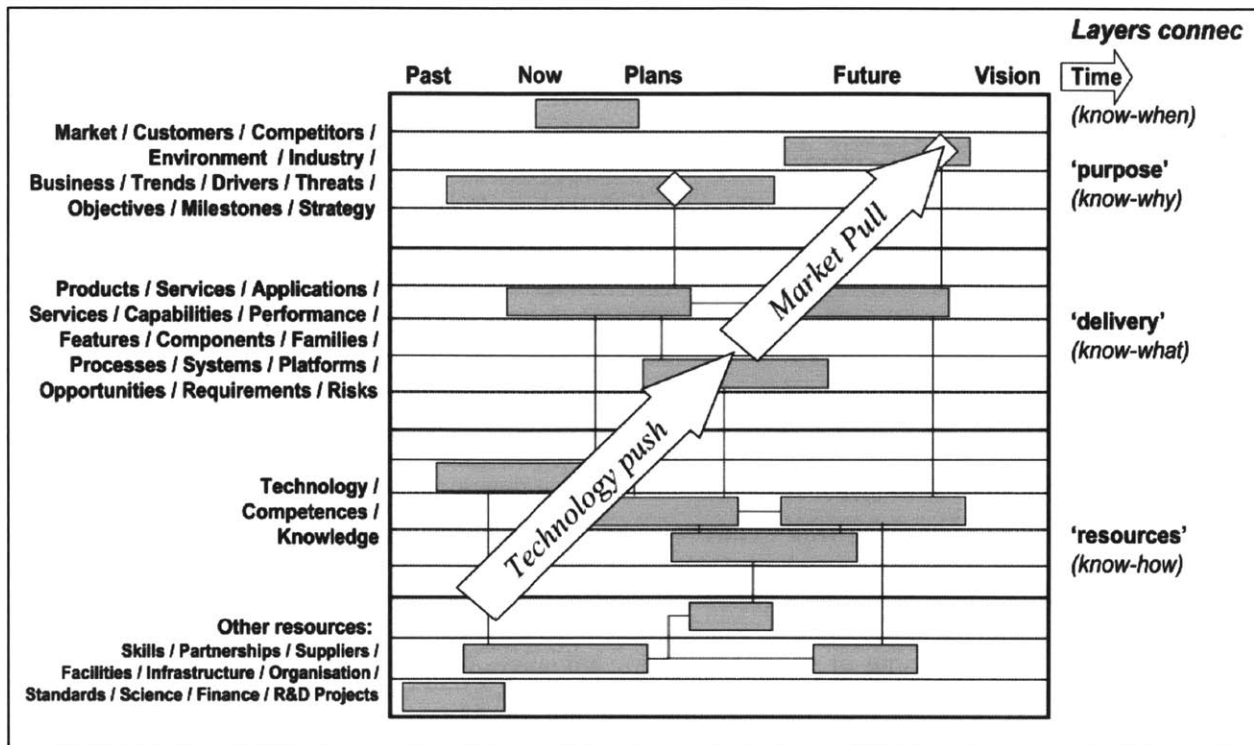 Layers connec
Past Now Plans Future Vision Time
(know-when)
Market / Customers / Competitors /
Environment / Industry /
Business / Trends / Drivers / Threats /
Objectives / Milestones / Strategy
'purpose'
(know-why)
Market Pull
Products / Services / Applications /
Services / Capabilities / Performance /
Features / Components / Families /
Processes / Systems / Platforms /
Opportunities / Requirements / Risks
'delivery'
(know-what)
Technology push
Technology /
Competences /
Knowledge
'resources'
(know-how)
Other resources:
Skills / Partnerships / Suppliers /
Facilities / Infrastructure / Organisation /
Standards / Science / Finance / R&D Projects